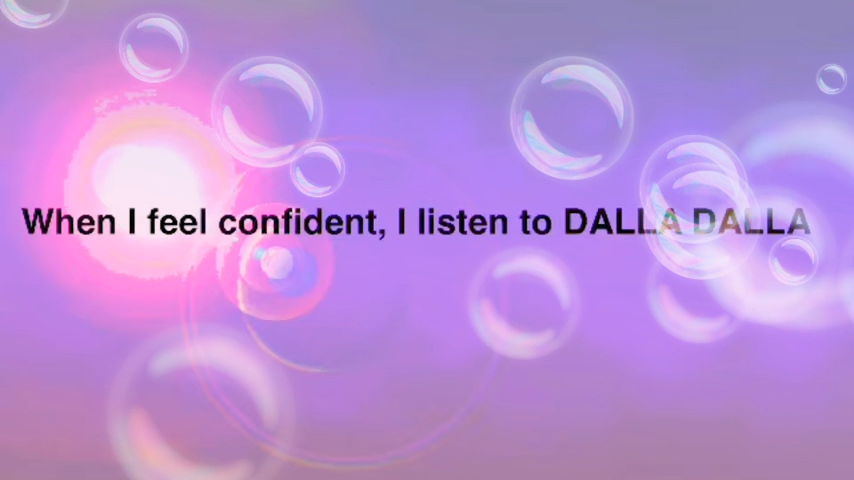 When I feel confident, I listen to DALLA DALLA